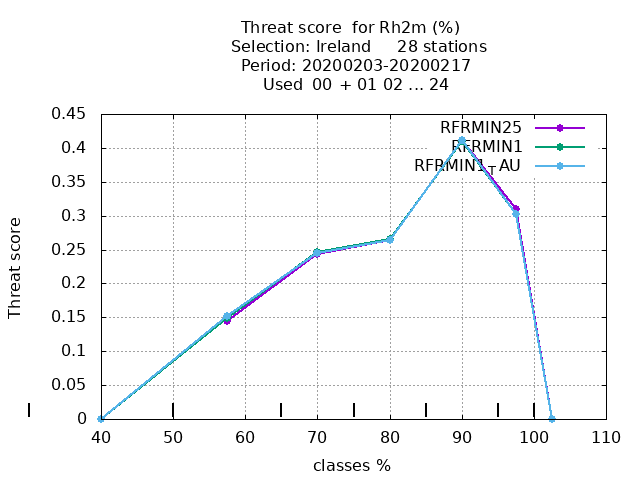 Threat score  for Rh2m (%)
Selection: Ireland     28 stations
Period: 20200203-20200217
Used  00 + 01 02 ... 24
0.45
0.4
0.35
0.3
0.25
0.2
0.15
0.1
0.05
0
Threat score
RFRMIN25
RFRMIN1
RFRMIN1TAU
40 50 60 70 80 90 100 110
classes %